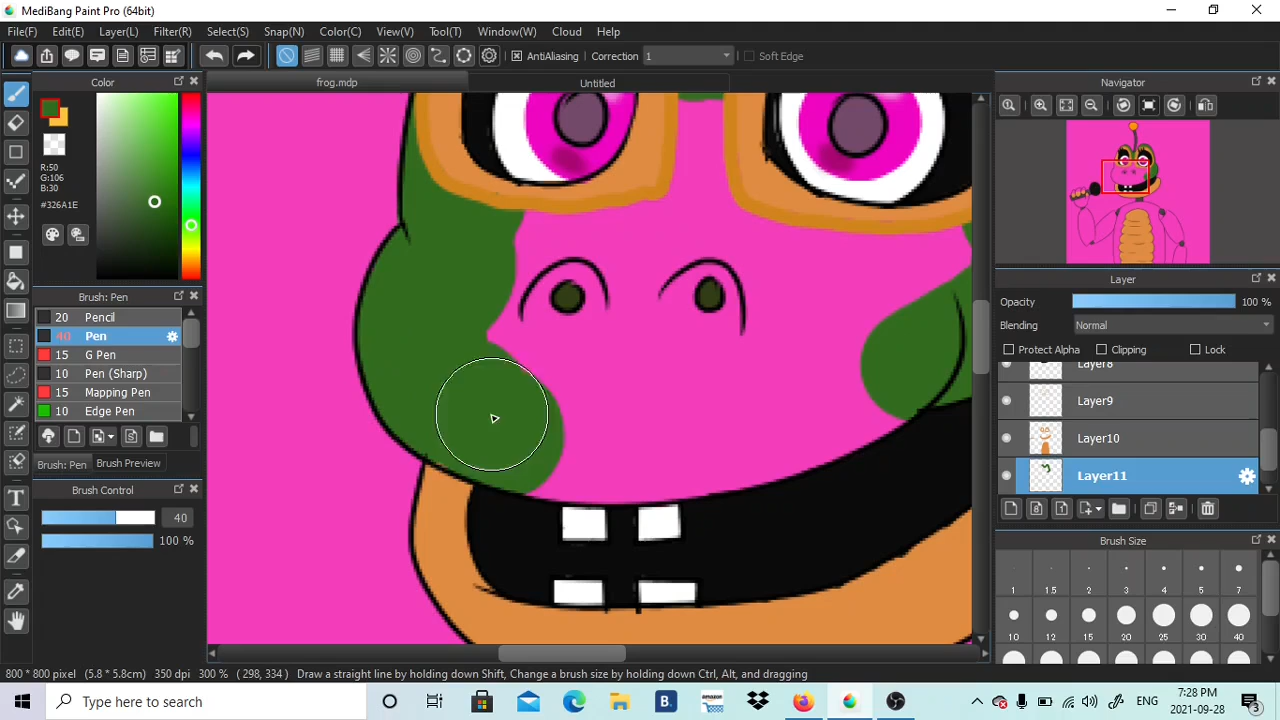 MediBang Paint Pro (64bit)
File(F) Edit(E) Layer(L) Filter(R) Select(S) Snap(N) Color(C) View(V) Tool(T) Window(W) Cloud Help
AntiAliasing Correction 1 Soft Edge
Color
frog.mdp
Untitled
Navigator
R:50
G:106
B:30
#326A1E
Layer
Brush: Pen
Opacity 100 %
20 Pencil
Blending Normal
40 Pen
Protect Alpha Clipping Lock
15 G Pen
Layer8
10 Pen (Sharp)
15 Mapping Pen
Layer9
10 Edge Pen
Layer10
Brush: Pen Brush Preview
Layer11
Brush Control
40
100 %
Brush Size
1 1.5 2 3 4 5 7
10 12 15 20 25 30 40
800 * 800 pixel (5.8 * 5.8cm) 350 dpi 300 % ( 298, 334 ) Draw a straight line by holding down Shift, Change a brush size by holding down Ctrl, Alt, and dragging
Type here to search
B.
7:28 PM
2021-09-28
3